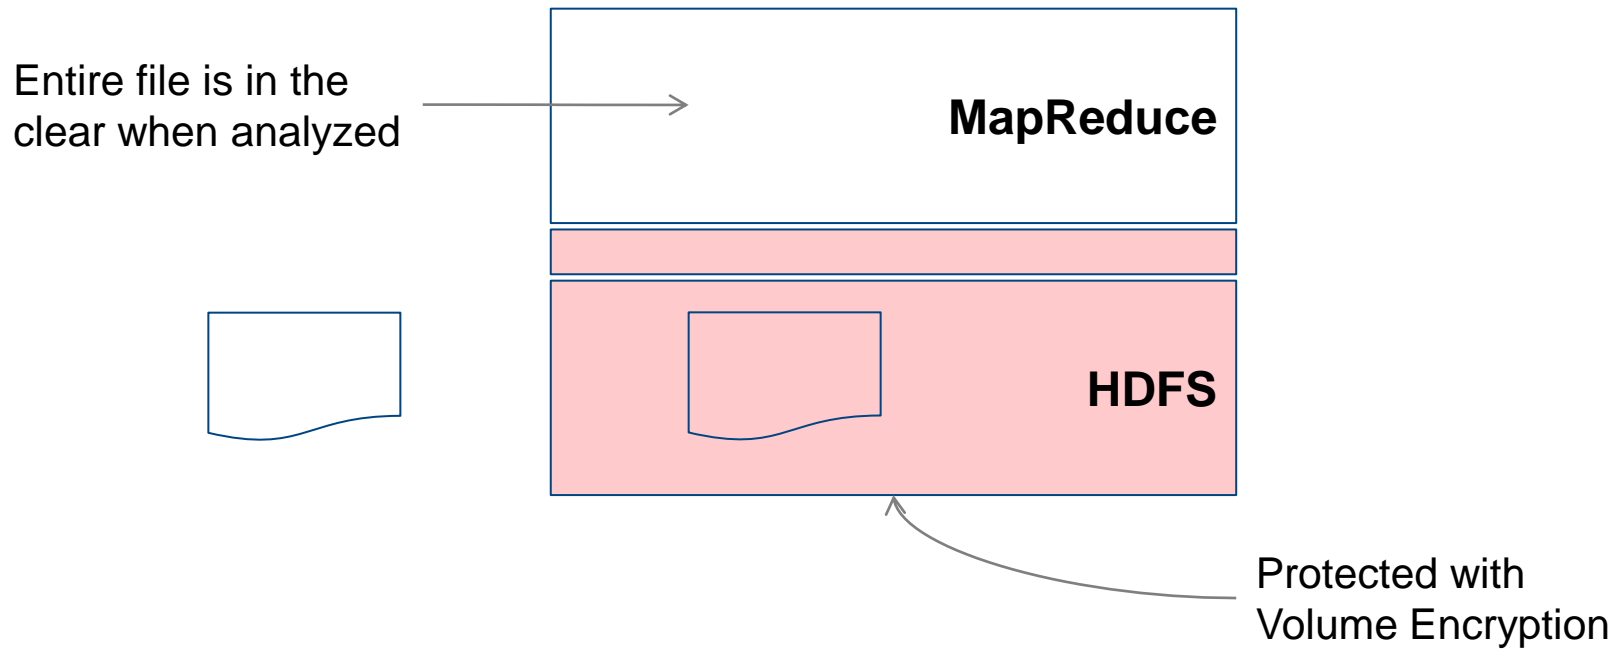 Entire file is in the
clear when analyzed
MapReduce
HDFS
Protected with
Volume Encryption